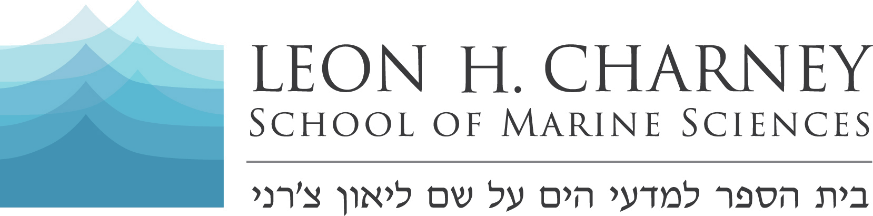 LEON H. CHARNEY
SCHOOL OF MARINE SCIENCES
בית הספר למדעי הים על שם ליאון צ'רני